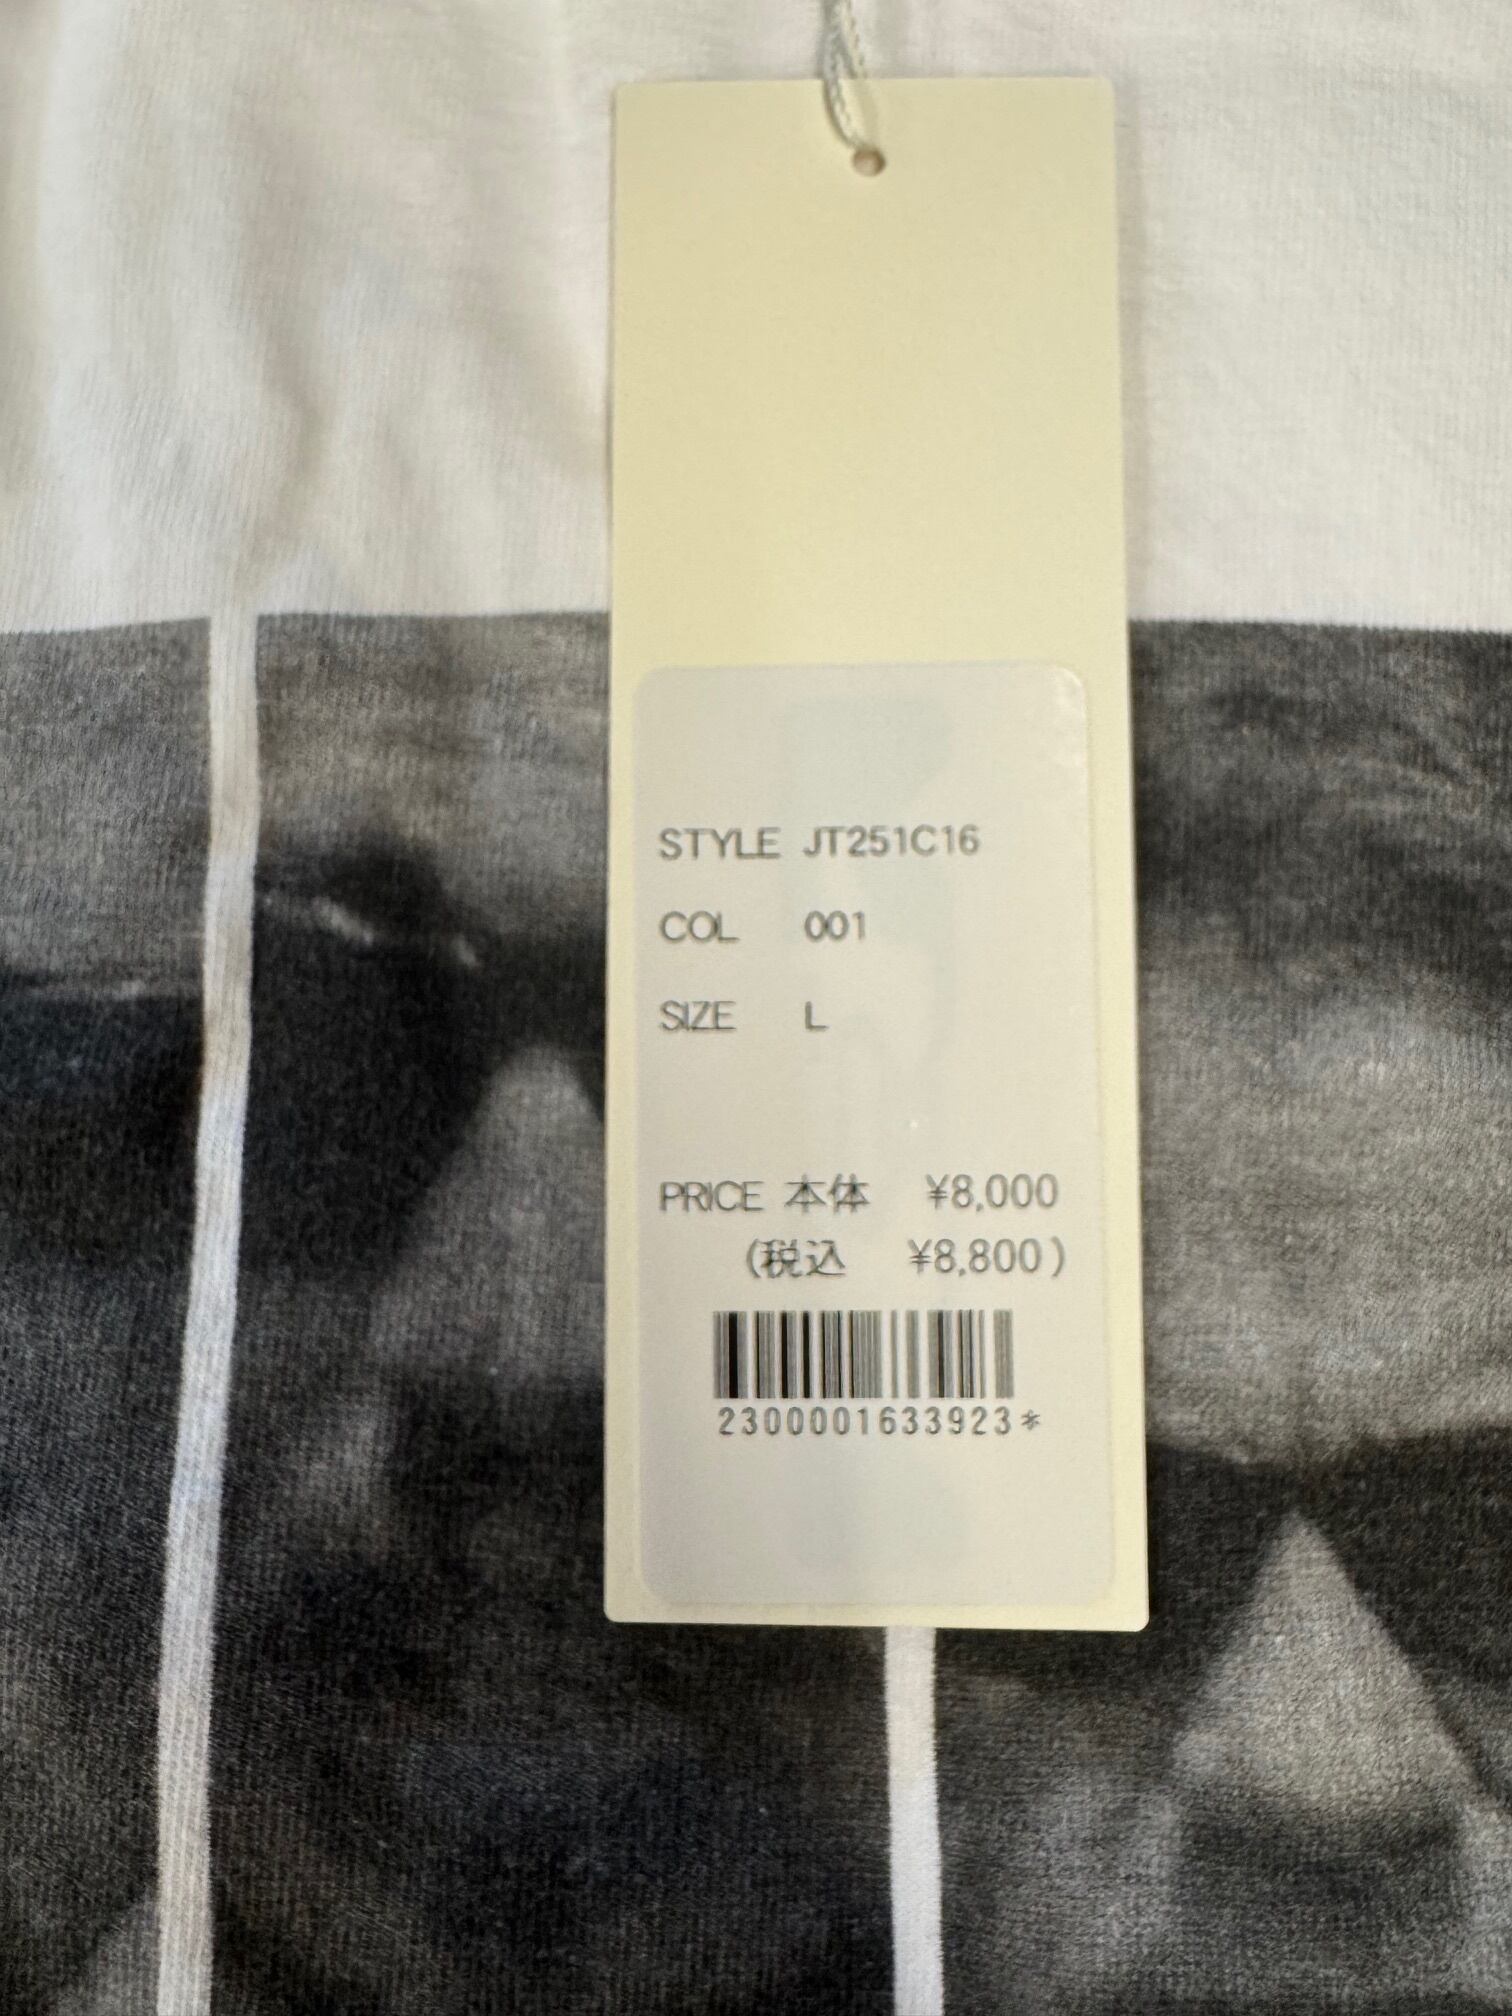 STYLE JT251C16
COL 001
SIZE L
PRICE 本体 ¥8,000
(税込 ¥8,800)
2300001633923*